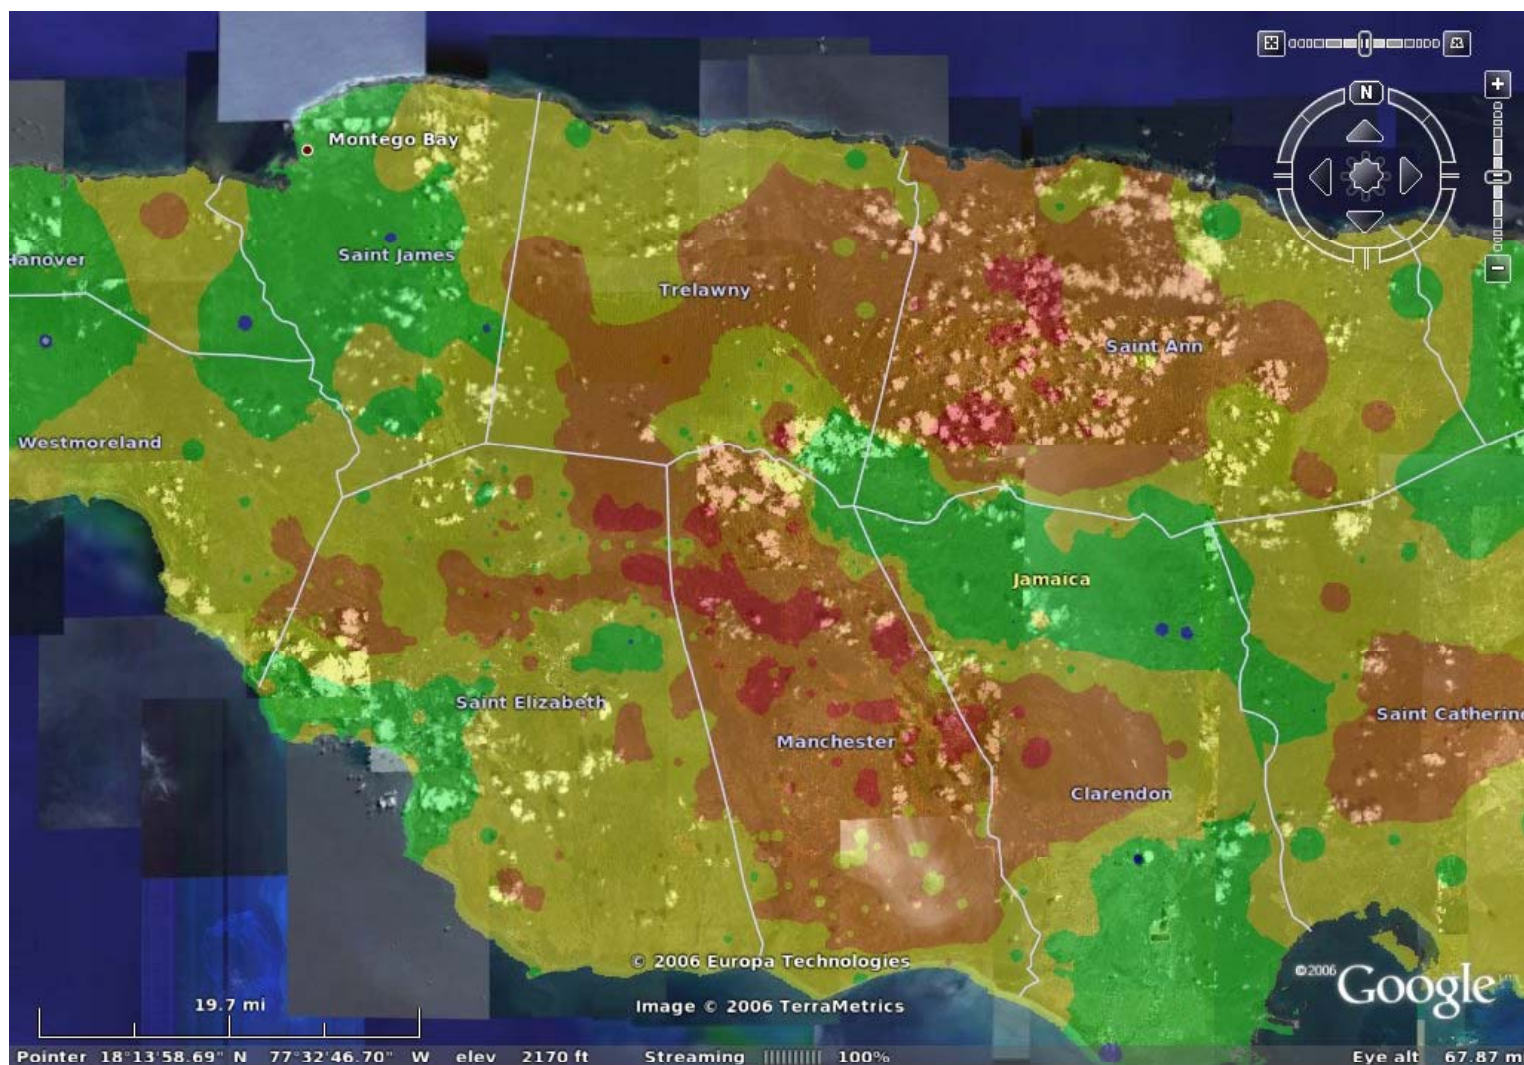 N
Montego Bay
Hanover
Saint James
Trelawny
Saint Ann
Westmoreland
Jamaica
Saint Elizabeth
Saint Catherine
Manchester
Clarendon
© 2006 Europa Technologies
©2006 Google
Image © 2006 TerraMetrics
19.7 mi
Pointer 18°13'58.69" N 77°32'46.70" W elev 2170 ft Streaming |||||||||| 100% Eye alt 67.87 m